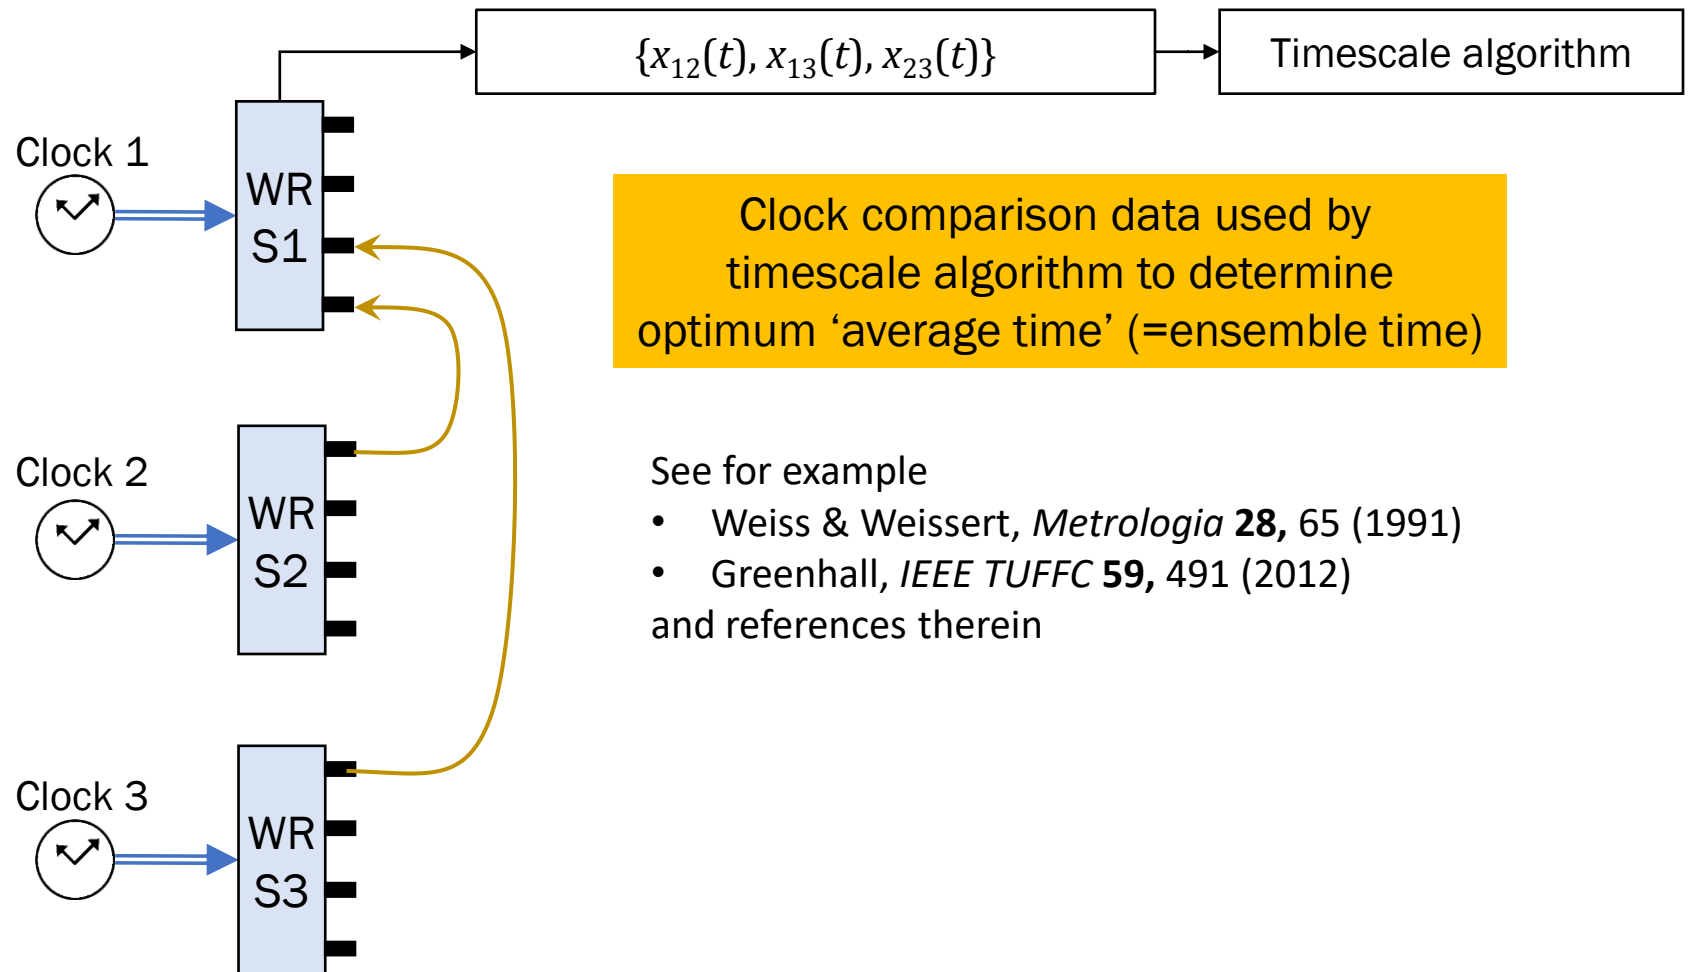 {x₁₂(t), x₁₃(t), x₂₃(t)}
Timescale algorithm
Clock 1
WR
S1
Clock comparison data used by
timescale algorithm to determine
optimum ‘average time’ (=ensemble time)
Clock 2
WR
S2
See for example
• Weiss & Weissert, Metrologia 28, 65 (1991)
• Greenhall, IEEE TUFFC 59, 491 (2012)
and references therein
Clock 3
WR
S3